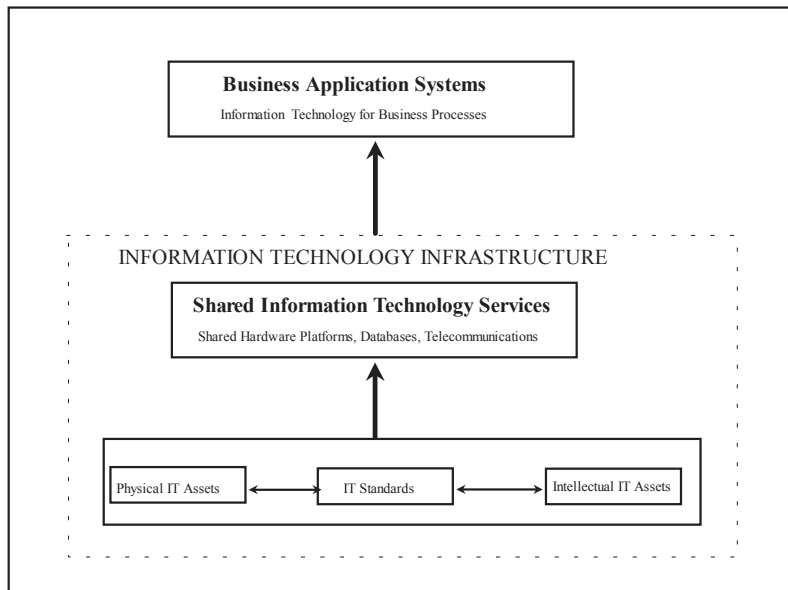 Business Application Systems
Information Technology for Business Processes
INFORMATION TECHNOLOGY INFRASTRUCTURE
Shared Information Technology Services
Shared Hardware Platforms, Databases, Telecommunications
Physical IT Assets
IT Standards
Intellectual IT Assets